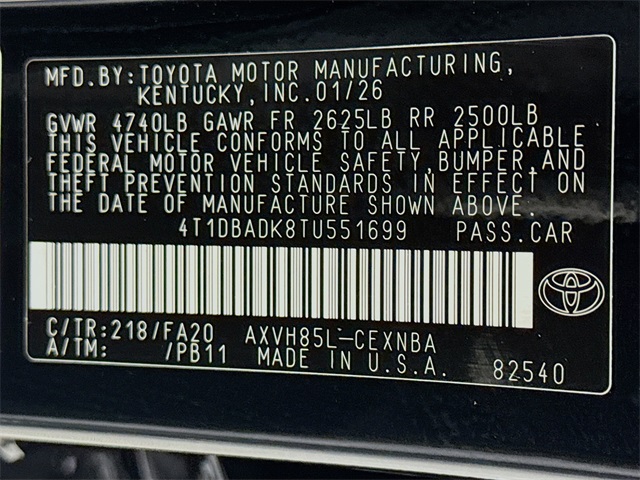 MFD.BY:TOYOTA MOTOR MANUFACTURING,
KENTUCKY,INC.01/26
GVWR 4740LB GAWR FR 2625LB RR 2500LB
THIS VEHICLE CONFORMS TO ALL APPLICABLE
FEDERAL MOTOR VEHICLE SAFETY,BUMPER,AND
THEFT PREVENTION STANDARDS IN EFFECT ON
THE DATE OF MANUFACTURE SHOWN ABOVE.
4T1DBADK8TU551699 PASS.CAR
C/TR:218/FA20 AXVH85L-CEXNBA
A/TM: /PB11 MADE IN U.S.A. 82540